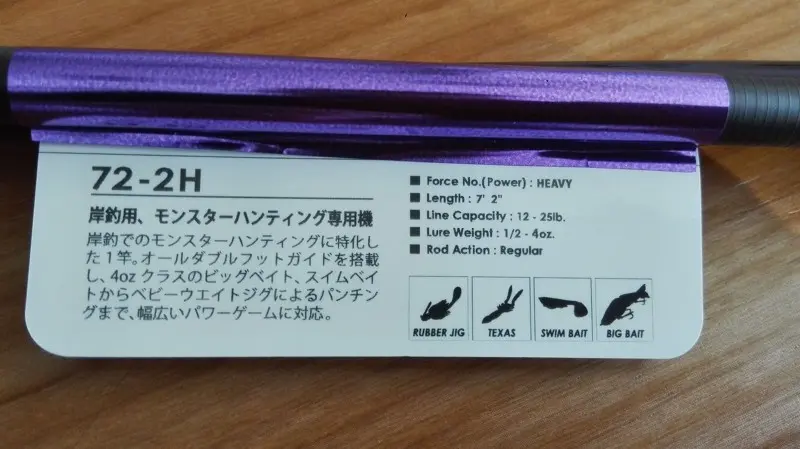 72-2H
岸釣用、モンスターハンティング専用機
岸釣でのモンスターハンティングに特化し
た1竿。オールダブルフットガイドを搭載
し、4ozクラスのビッグベイト、スイムベイ
トからベビーウエイトジグによるパンチン
グまで、幅広いパワーゲームに対応。
■ Force No.(Power) : HEAVY
■ Length : 7' 2"
■ Line Capacity : 12 - 25lb.
■ Lure Weight : 1/2 - 4oz.
■ Rod Action : Regular
RUBBER JIG
TEXAS
SWIM BAIT
BIG BAIT